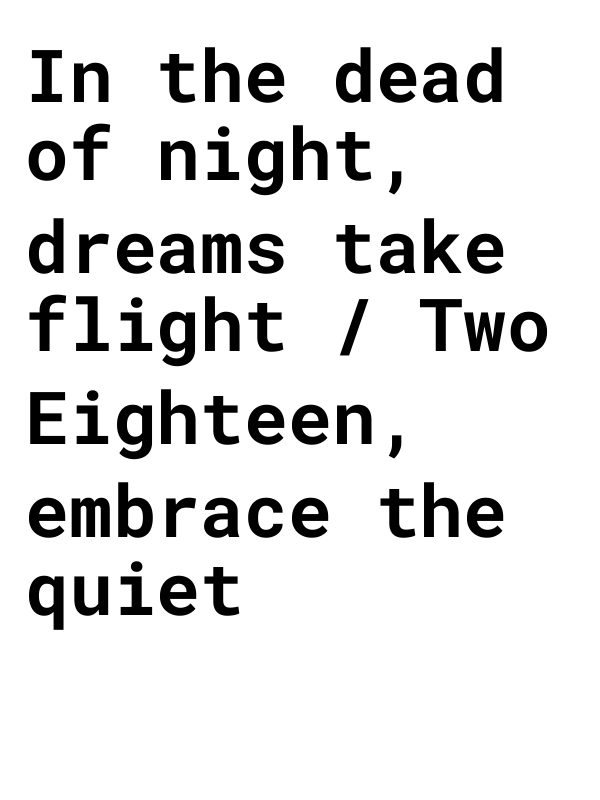 In the dead
of night,
dreams take
flight / Two
Eighteen,
embrace the
quiet